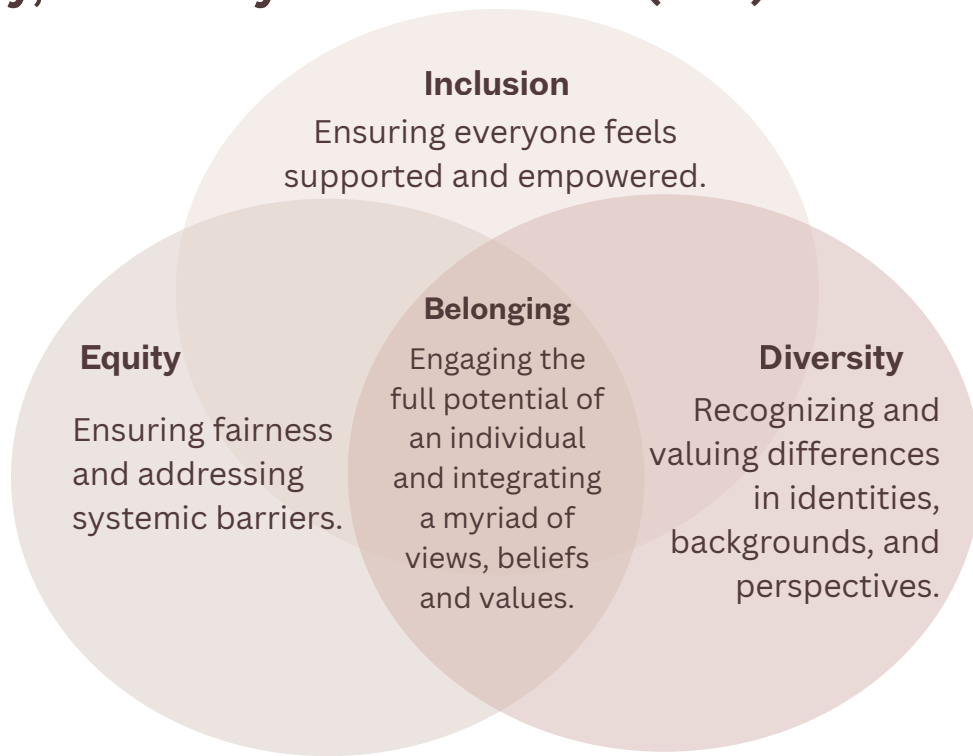 Inclusion
Ensuring everyone feels
supported and empowered.
Belonging
Engaging the
full potential of
an individual
and integrating
a myriad of
views, beliefs
and values.
Equity
Ensuring fairness
and addressing
systemic barriers.
Diversity
Recognizing and
valuing differences
in identities,
backgrounds, and
perspectives.